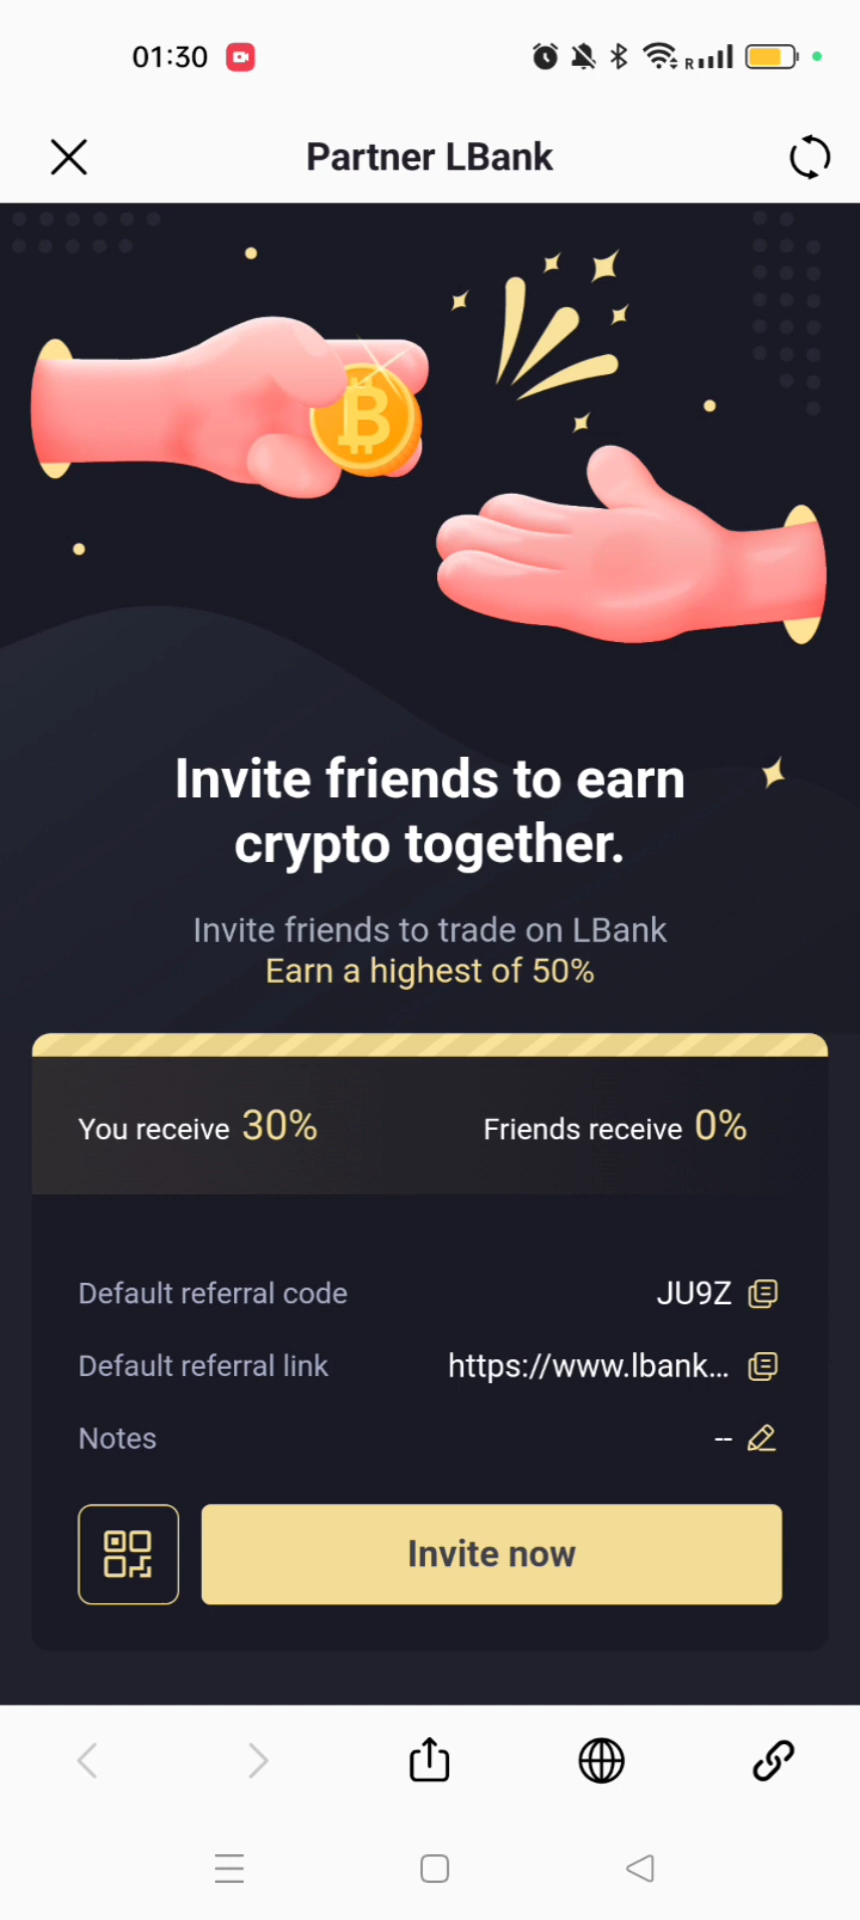 01:30
R
Partner LBank
Invite friends to earn
crypto together.
Invite friends to trade on LBank
Earn a highest of 50%
You receive 30%
Friends receive 0%
Default referral code
JU9Z
Default referral link
https://www.lbank...
Notes
--
Invite now